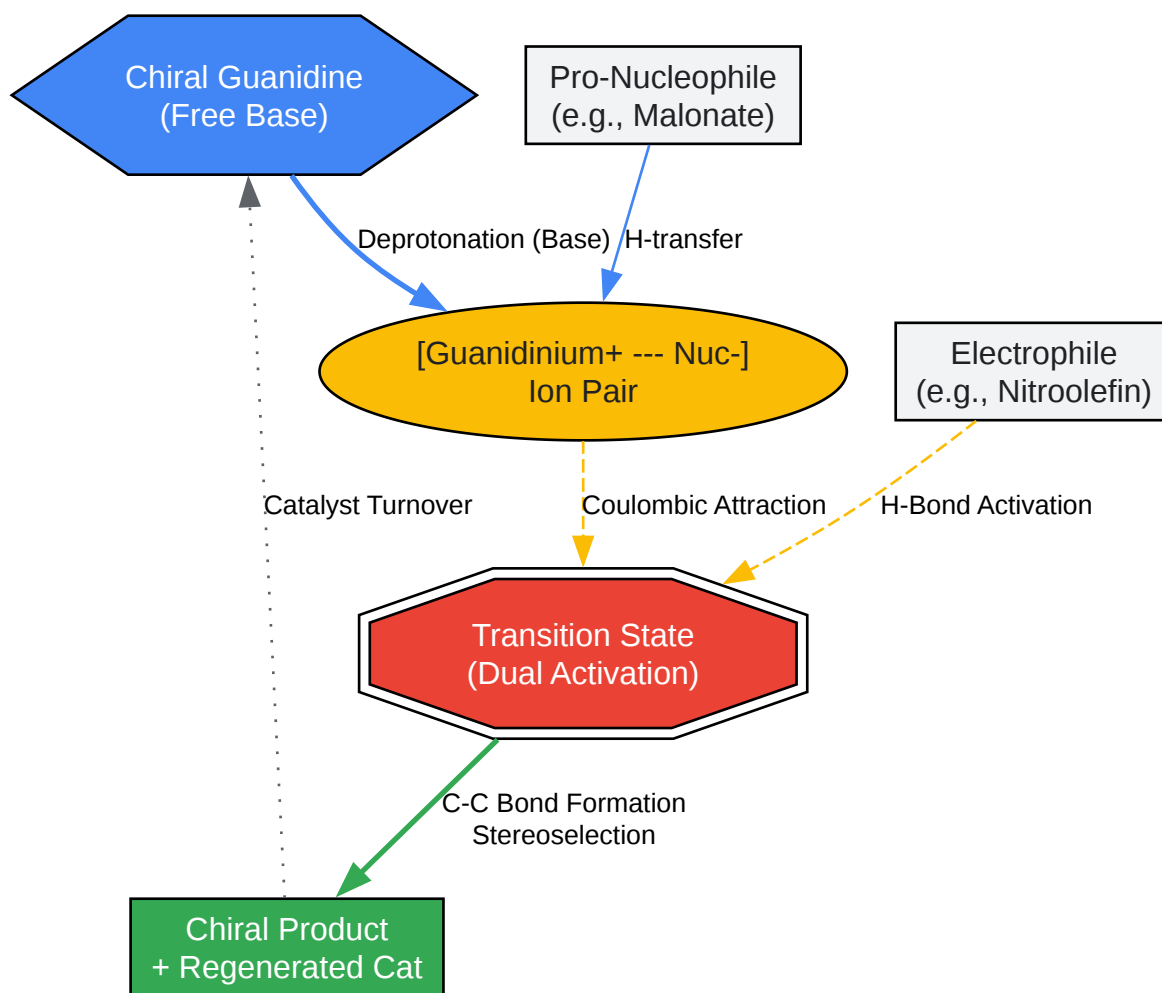 Chiral Guanidine
(Free Base)
Pro-Nucleophile
(e.g., Malonate)
Deprotonation (Base)
H-transfer
[Guanidinium+ --- Nuc-]
Ion Pair
Electrophile
(e.g., Nitroolefin)
Catalyst Turnover
Coulombic Attraction
H-Bond Activation
Transition State
(Dual Activation)
C-C Bond Formation
Stereoselection
Chiral Product
+ Regenerated Cat